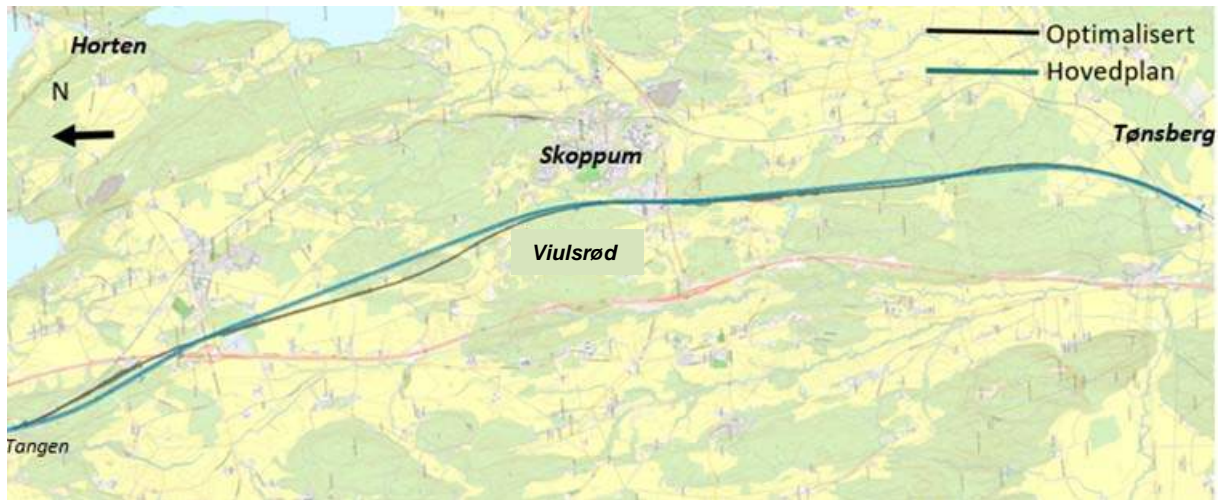 Horten
Optimalisert
N
Hovedplan
Skoppum
Tønsberg
Viulsrød
Tangen